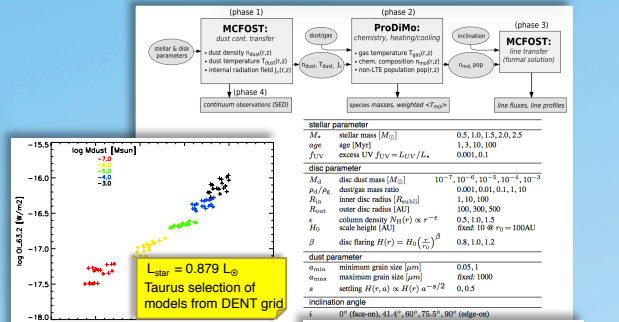 (phase 1)
MCFOST:
dust cont. transfer
• dust density n_dust(r,z)
• dust temperature T_dust(r,z)
• internal radiation field J_ν(r,z)
stellar & disk
parameters
(phase 4)
continuum observations (SED)
dust/gas
n_dust, T_dust, J_ν
(phase 2)
ProDiMo:
chemistry, heating/cooling
• gas temperature T_gas(r,z)
• chem. composition n_mol(r,z)
• non-LTE population pop(r,z)
species masses, weighted <T_mol>
inclination
n_mol, pop
(phase 3)
MCFOST:
line transfer
(formal solution)
line fluxes, line profiles
stellar parameter
M⋆ stellar mass [M⊙] 0.5, 1.0, 1.5, 2.0, 2.5
age age [Myr] 1, 3, 10, 100
f_UV excess UV f_UV = L_UV/L⋆ 0.001, 0.1
disc parameter
M_d disc dust mass [M⊙] 10⁻⁷, 10⁻⁶, 10⁻⁵, 10⁻⁴, 10⁻³
ρ_d/ρ_g dust/gas mass ratio 0.001, 0.01, 0.1, 1, 10
R_in inner disc radius [R_subli] 1, 10, 100
R_out outer disc radius [AU] 100, 300, 500
ϵ column density N_H(r) ∝ r^−ϵ 0.5, 1.0, 1.5
H₀ scale height [AU] fixed: 10 @ r₀ = 100AU
β disc flaring H(r) = H₀(r/r₀)^β 0.8, 1.0, 1.2
dust parameter
a_min minimum grain size [µm] 0.05, 1
a_max maximum grain size [µm] fixed: 1000
s settling H(r, a) ∝ H(r) a^−s/2 0, 0.5
inclination angle
i 0° (face-on), 41.4°, 60°, 75.5°, 90° (edge-on)
log Mdust [Msun]
-7.0
-6.0
-5.0
-4.0
-3.0
-15.5
-16.0
-16.5
-17.0
-17.5
-18.0
log OI_63.2 [W/m2]
L_star = 0.879 L⊙
Taurus selection of
models from DENT grid